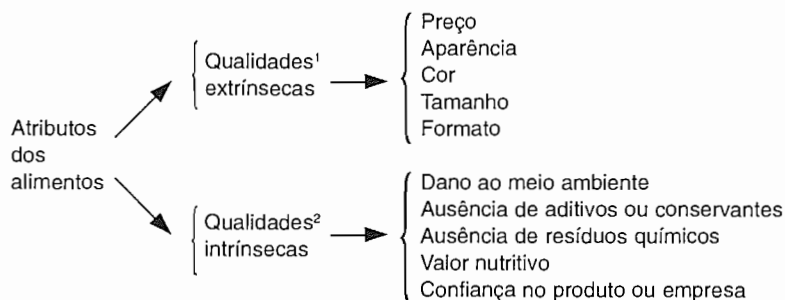 Atributos
dos
alimentos
Qualidades¹
extrínsecas
Preço
Aparência
Cor
Tamanho
Formato
Qualidades²
intrínsecas
Dano ao meio ambiente
Ausência de aditivos ou conservantes
Ausência de resíduos químicos
Valor nutritivo
Confiança no produto ou empresa